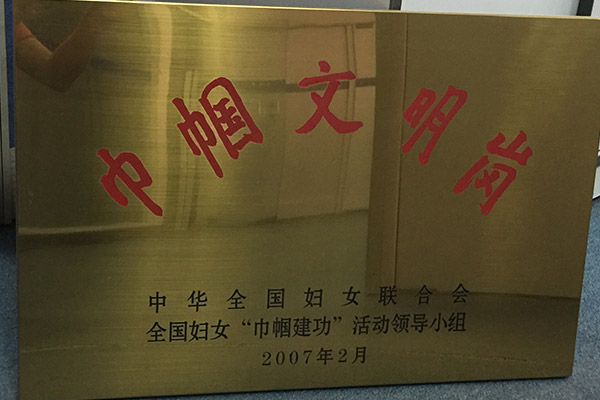 巾帼文明岗
中华全国妇女联合会
全国妇女“巾帼建功”活动领导小组
2007年2月